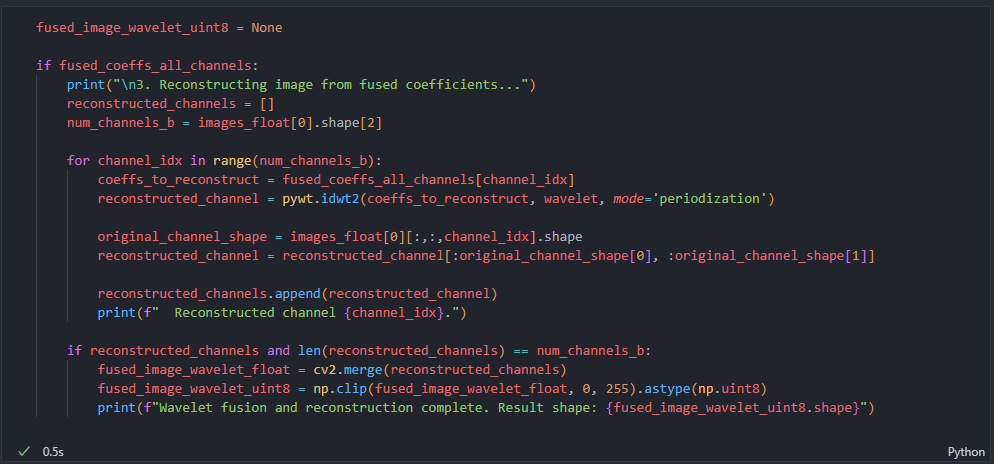 fused_image_wavelet_uint8 = None

if fused_coeffs_all_channels:
    print("\n3. Reconstructing image from fused coefficients...")
    reconstructed_channels = []
    num_channels_b = images_float[0].shape[2]

    for channel_idx in range(num_channels_b):
        coeffs_to_reconstruct = fused_coeffs_all_channels[channel_idx]
        reconstructed_channel = pywt.idwt2(coeffs_to_reconstruct, wavelet, mode='periodization')

        original_channel_shape = images_float[0][:,:,channel_idx].shape
        reconstructed_channel = reconstructed_channel[:original_channel_shape[0], :original_channel_shape[1]]

        reconstructed_channels.append(reconstructed_channel)
        print(f"  Reconstructed channel {channel_idx}.")

    if reconstructed_channels and len(reconstructed_channels) == num_channels_b:
        fused_image_wavelet_float = cv2.merge(reconstructed_channels)
        fused_image_wavelet_uint8 = np.clip(fused_image_wavelet_float, 0, 255).astype(np.uint8)
        print(f"Wavelet fusion and reconstruction complete. Result shape: {fused_image_wavelet_uint8.shape}")
✓ 0.5s
Python